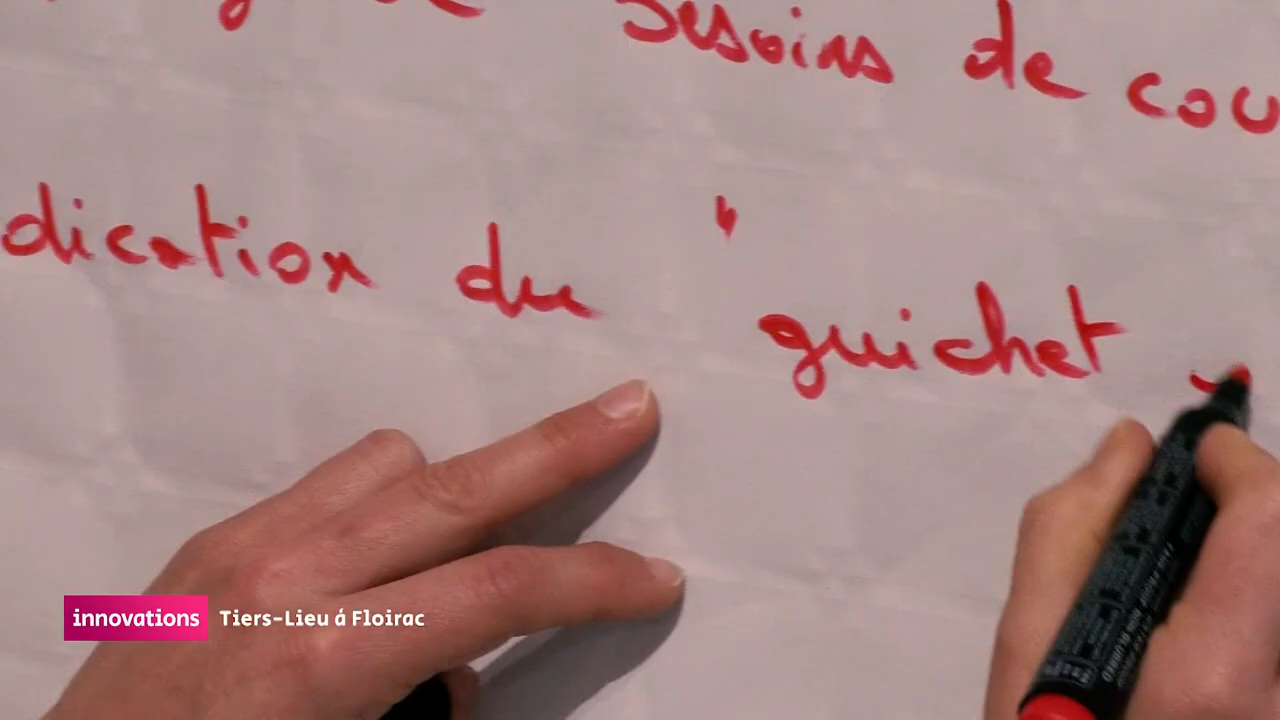 besoins de cou
dication du " guichet
innovations Tiers-Lieu á Floirac